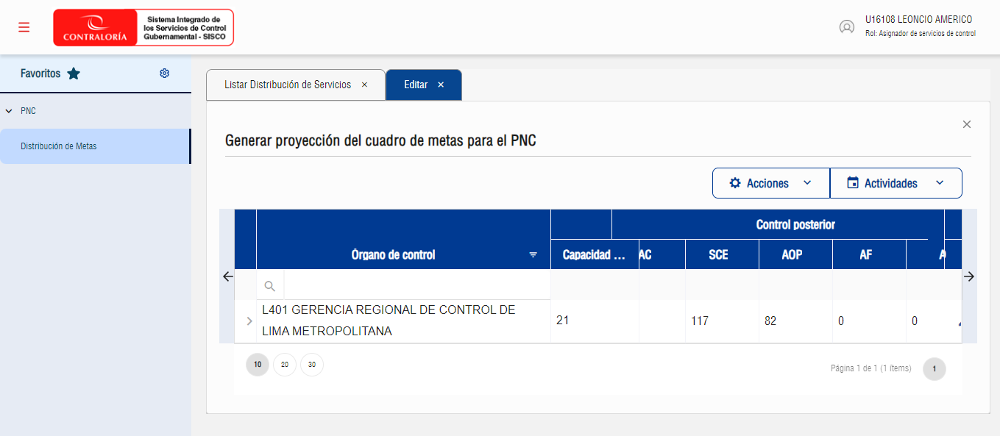 CONTRALORÍA
Sistema Integrado de
los Servicios de Control
Gubernamental - SISCO
U16108 LEONCIO AMERICO
Rol: Asignador de servicios de control
Favoritos
PNC
Distribución de Metas
Listar Distribución de Servicios ×
Editar ×
Generar proyección del cuadro de metas para el PNC
Acciones
Actividades
Control posterior
Órgano de control
Capacidad ...
AC
SCE
AOP
AF
L401 GERENCIA REGIONAL DE CONTROL DE
LIMA METROPOLITANA
21
117
82
0
0
10
20
30
Página 1 de 1 (1 ítems)
1